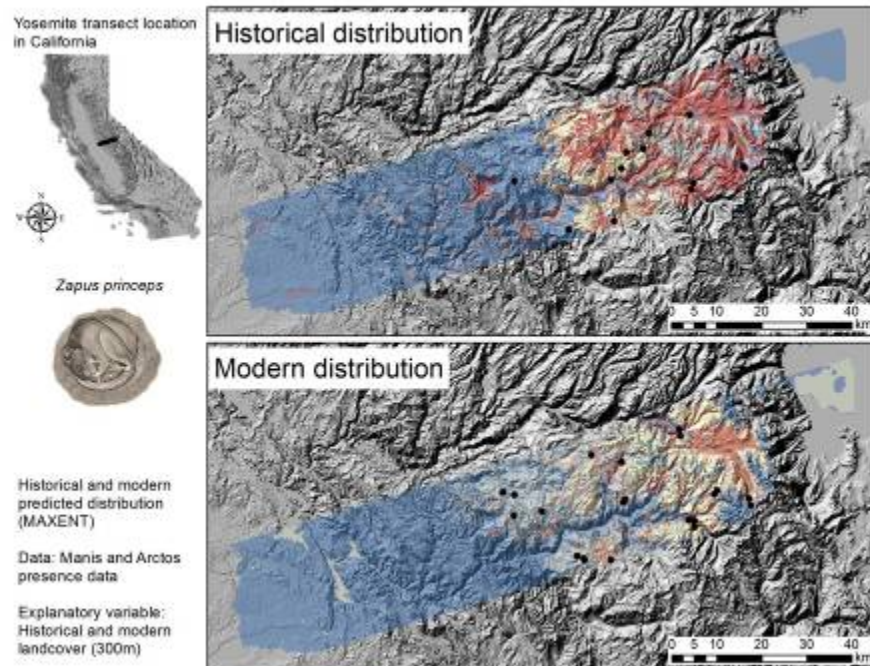 Yosemite transect location
in California
N
W
E
S
Zapus princeps
Historical and modern
predicted distribution
(MAXENT)
Data: Manis and Arctos
presence data
Explanatory variable:
Historical and modern
landcover (300m)
Historical distribution
0 5 10 20 30 40
km
Modern distribution
0 5 10 20 30 40
km